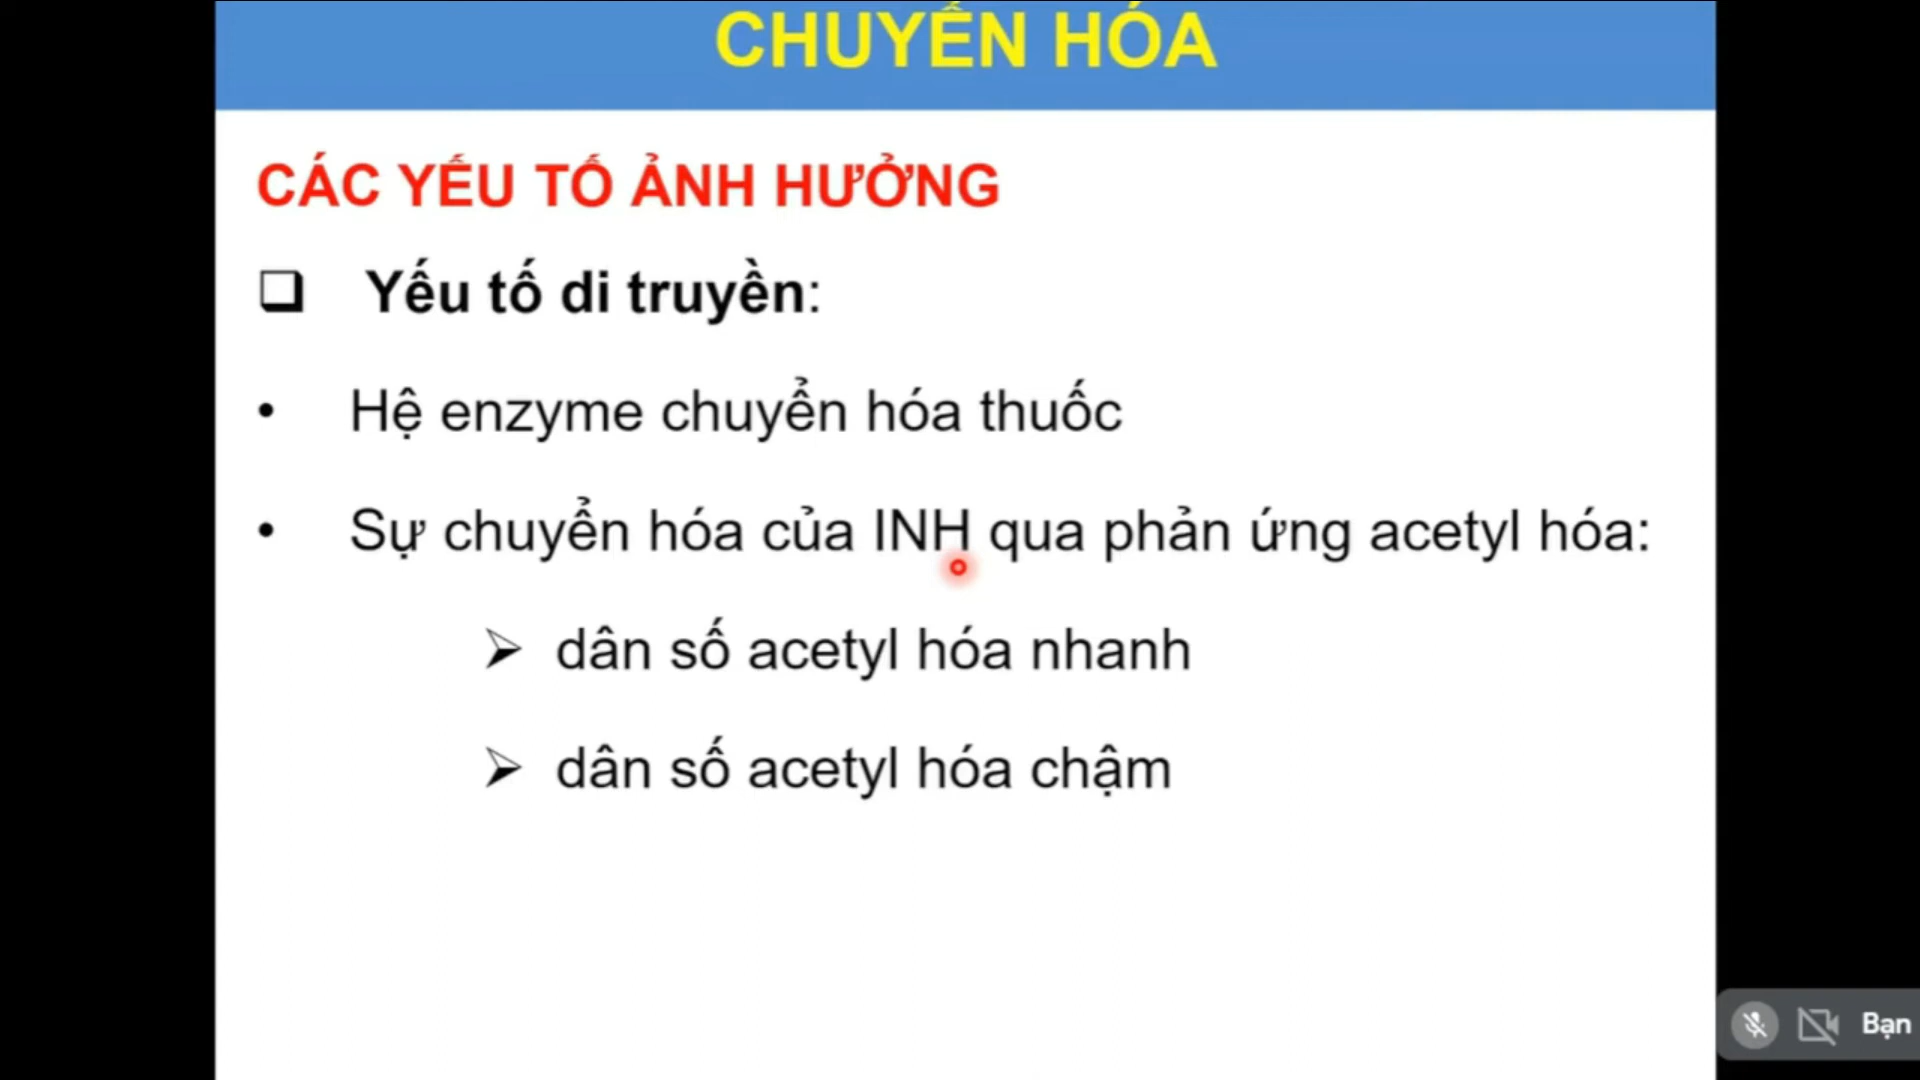 CHUYỂN HÓA
CÁC YẾU TỐ ẢNH HƯỞNG
❑ Yếu tố di truyền:
• Hệ enzyme chuyển hóa thuốc
• Sự chuyển hóa của INH qua phản ứng acetyl hóa:
➢ dân số acetyl hóa nhanh
➢ dân số acetyl hóa chậm
Bạn